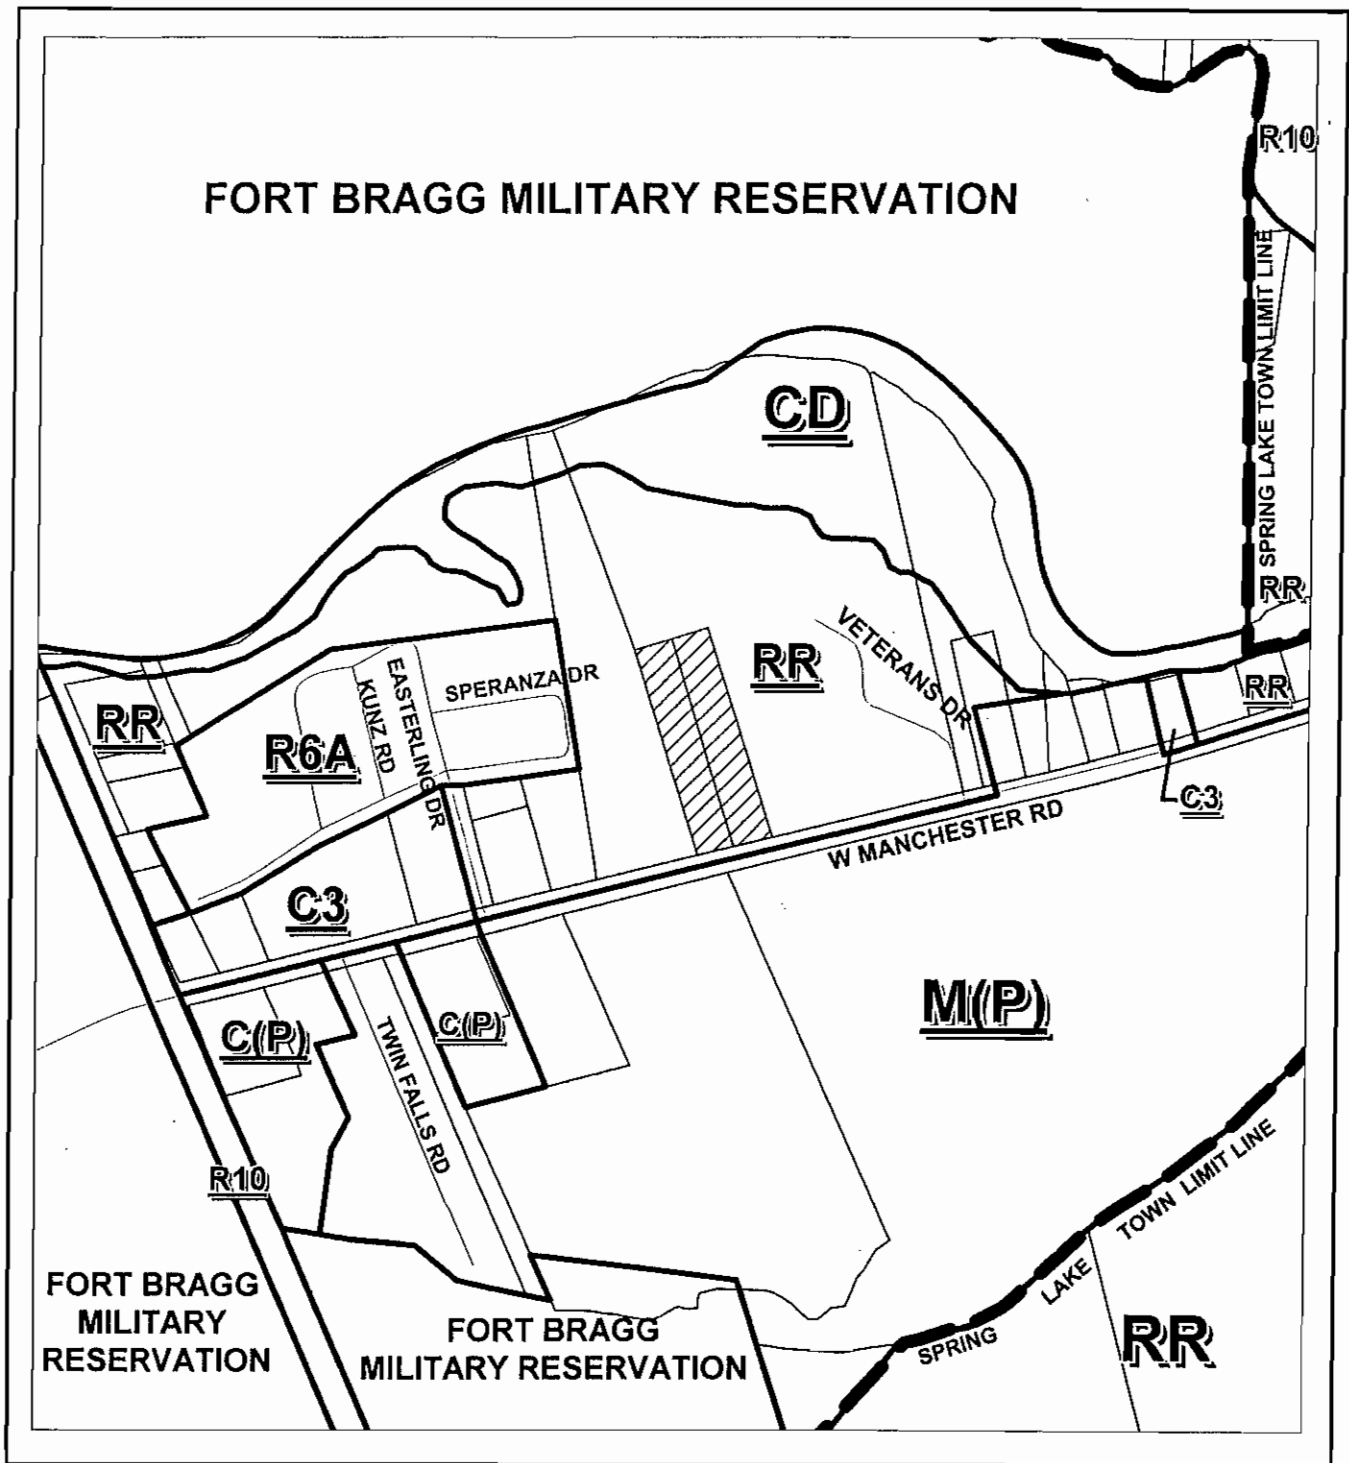 R10
FORT BRAGG MILITARY RESERVATION
SPRING LAKE TOWN LIMIT LINE
CD
RR
VETERANS DR
RR
RR
EASTERLING DR
KUNZ RD
SPERANZA DR
RR
R6A
C3
W MANCHESTER RD
C3
M(P)
C(P)
C(P)
TWIN FALLS RD
R10
SPRING LAKE TOWN LIMIT LINE
FORT BRAGG
MILITARY
RESERVATION
FORT BRAGG
MILITARY RESERVATION
RR